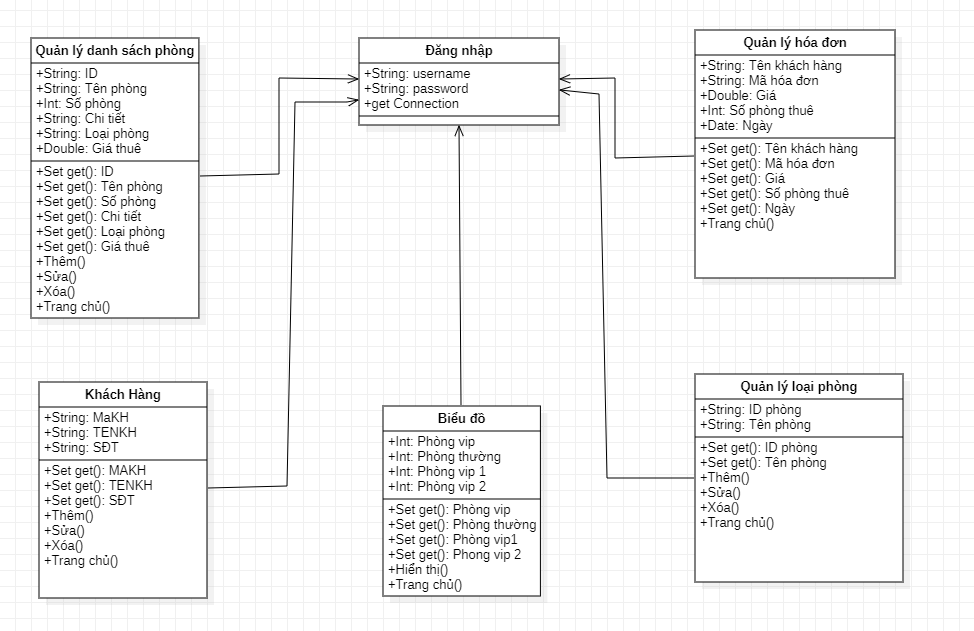 Quản lý danh sách phòng
+String: ID
+String: Tên phòng
+Int: Số phòng
+String: Chi tiết
+String: Loại phòng
+Double: Giá thuê
+Set get(): ID
+Set get(): Tên phòng
+Set get(): Số phòng
+Set get(): Chi tiết
+Set get(): Loại phòng
+Set get(): Giá thuê
+Thêm()
+Sửa()
+Xóa()
+Trang chủ()
Đăng nhập
+String: username
+String: password
+get Connection
Quản lý hóa đơn
+String: Tên khách hàng
+String: Mã hóa đơn
+Double: Giá
+Int: Số phòng thuê
+Date: Ngày
+Set get(): Tên khách hàng
+Set get(): Mã hóa đơn
+Set get(): Giá
+Set get(): Số phòng thuê
+Set get(): Ngày
+Trang chủ()
Khách Hàng
+String: MaKH
+String: TENKH
+String: SĐT
+Set get(): MAKH
+Set get(): TENKH
+Set get(): SĐT
+Thêm()
+Sửa()
+Xóa()
+Trang chủ()
Biểu đồ
+Int: Phòng vip
+Int: Phòng thường
+Int: Phòng vip 1
+Int: Phòng vip 2
+Set get(): Phòng vip
+Set get(): Phòng thường
+Set get(): Phòng vip1
+Set get(): Phong vip 2
+Hiển thị()
+Trang chủ()
Quản lý loại phòng
+String: ID phòng
+String: Tên phòng
+Set get(): ID phòng
+Set get(): Tên phòng
+Thêm()
+Sửa()
+Xóa()
+Trang chủ()